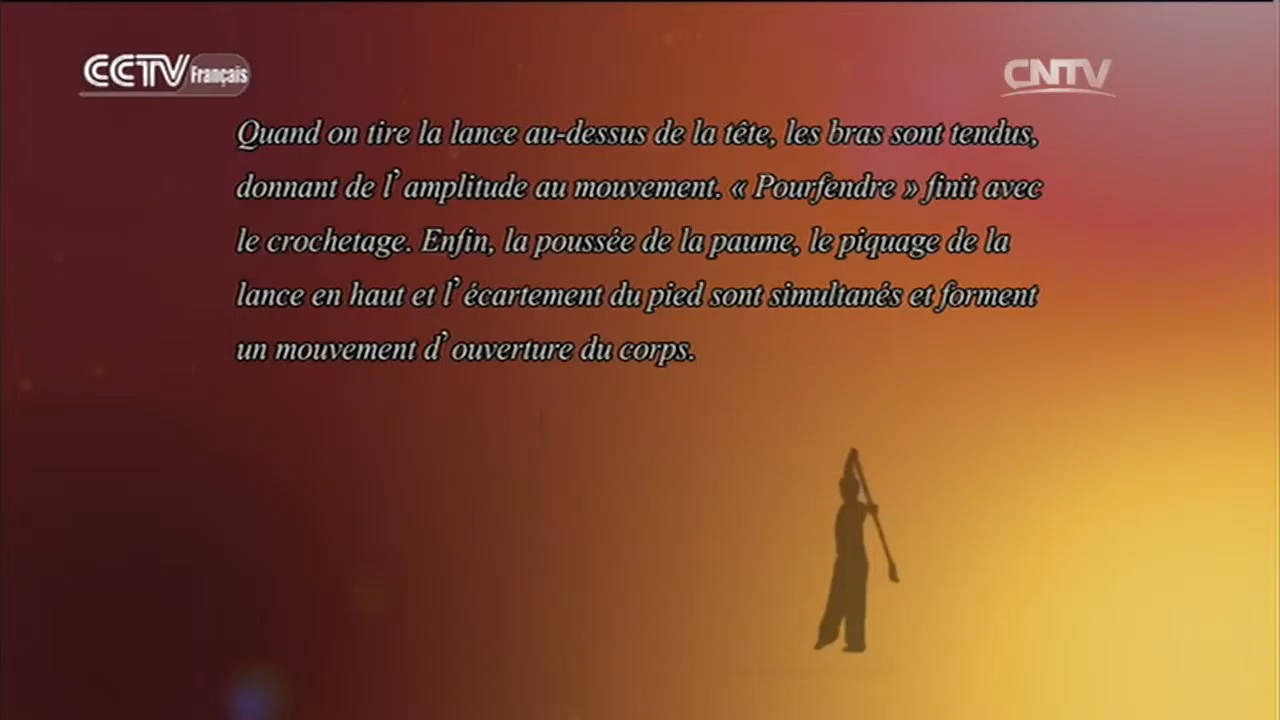 CCTV Français
CNTV
Quand on tire la lance au-dessus de la tête, les bras sont tendus,
donnant de l’amplitude au mouvement. « Pourfendre » finit avec
le crochetage. Enfin, la poussée de la paume, le piquage de la
lance en haut et l’écartement du pied sont simultanés et forment
un mouvement d’ouverture du corps.